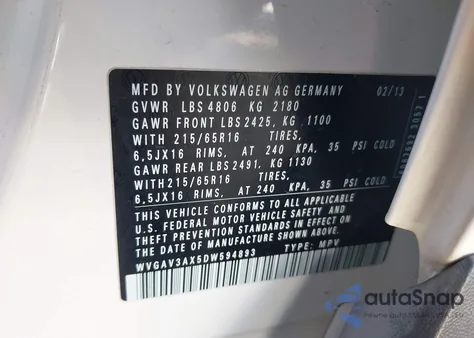 MFD BY VOLKSWAGEN AG GERMANY 02/13
GVWR LBS 4806 KG 2180
GAWR FRONT LBS 2425, KG 1100
WITH 215/65R16 TIRES,
6,5JX16 RIMS, AT 240 KPA, 35 PSI COLD
GAWR REAR LBS 2491, KG 1130
WITH 215/65R16 TIRES,
6,5JX16 RIMS, AT 240 KPA, 35 PSI COLD
THIS VEHICLE CONFORMS TO ALL APPLICABLE
U.S. FEDERAL MOTOR VEHICLE SAFETY AND
THEFT PREVENTION STANDARDS IN EFFECT ON
THE DATE OF MANUFACTURE SHOWN ABOVE.
WVGAV3AX5DW594893 TYPE: MPV
autoSnap